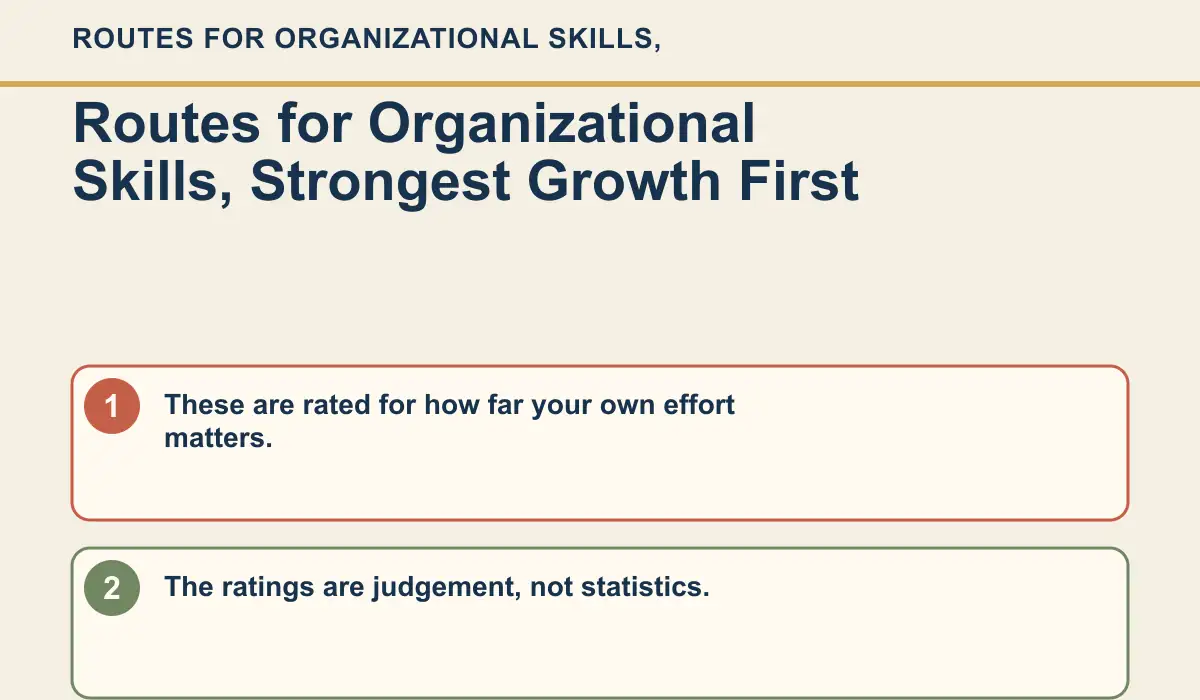 ROUTES FOR ORGANIZATIONAL SKILLS,
Routes for Organizational
Skills, Strongest Growth First
1
These are rated for how far your own effort
matters.
2
The ratings are judgement, not statistics.